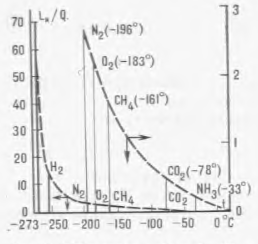 Lₓ/Q.
70
60
50
40
30
20
10
0
3
2
1
0
N₂(−196°)
O₂(−183°)
CH₄(−161°)
CO₂(−78°)
NH₃(−33°)
H₂
N₂
O₂
CH₄
CO₂
−273 −250 −200 −150 −100 −50 0 °C